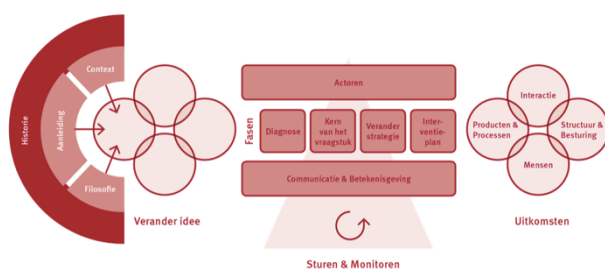 Historie
Aanleiding
Context
Filosofie
Verander idee
Actoren
Fasen
Diagnose
Kern
van het
vraagstuk
Verander
strategie
Inter-
ventie-
plan
Communicatie & Betekenisgeving
Sturen & Monitoren
Interactie
Producten &
Processen
Structuur &
Besturing
Mensen
Uitkomsten